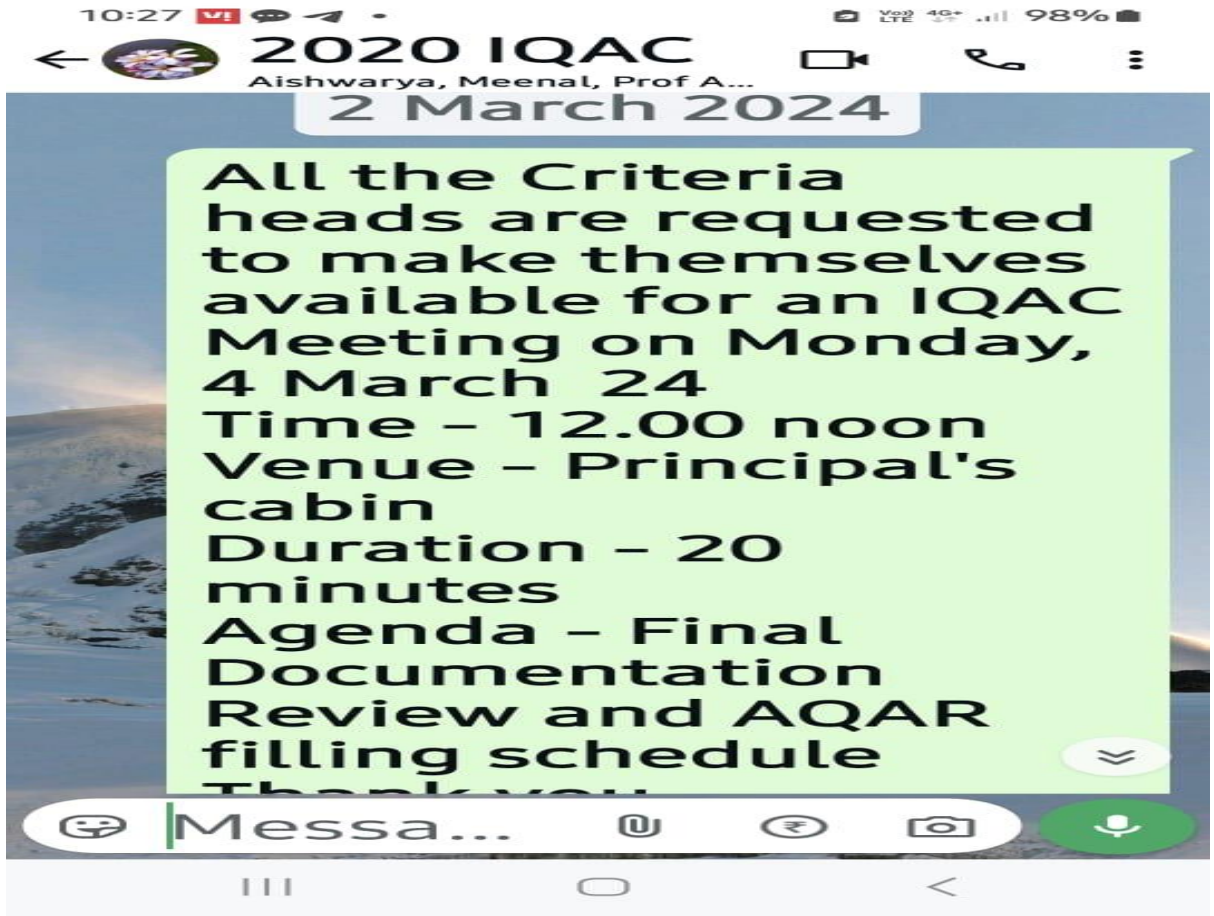 10:27 98%
2020 IQAC
Aishwarya, Meenal, Prof A...
2 March 2024
All the Criteria
heads are requested
to make themselves
available for an IQAC
Meeting on Monday,
4 March 24
Time – 12.00 noon
Venue – Principal's
cabin
Duration – 20
minutes
Agenda – Final
Documentation
Review and AQAR
filling schedule
Thank you
Messa...